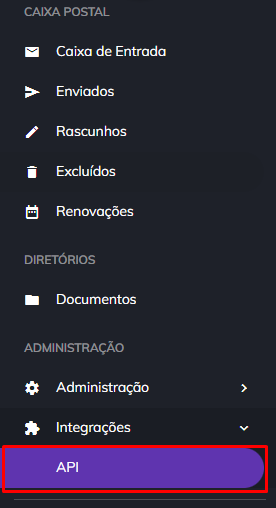 CAIXA POSTAL
Caixa de Entrada
Enviados
Rascunhos
Excluídos
Renovações
DIRETÓRIOS
Documentos
ADMINISTRAÇÃO
Administração
Integrações
API